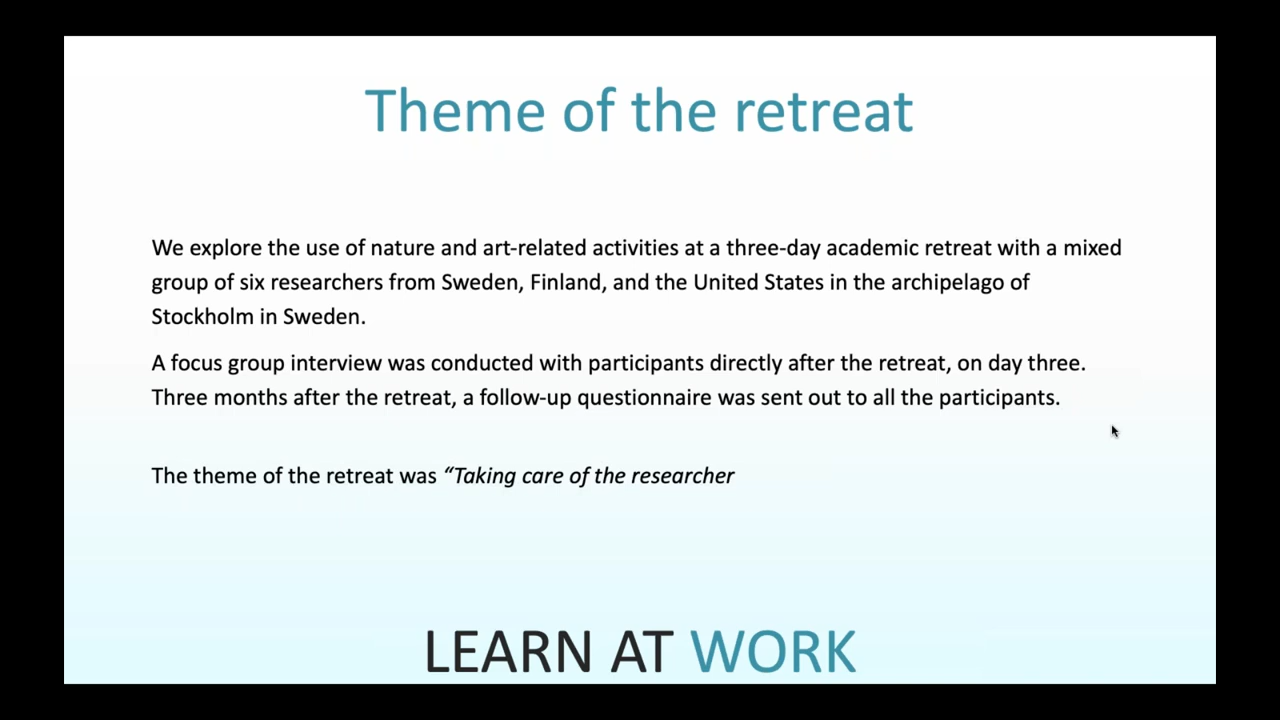 Theme of the retreat
We explore the use of nature and art-related activities at a three-day academic retreat with a mixed
group of six researchers from Sweden, Finland, and the United States in the archipelago of
Stockholm in Sweden.
A focus group interview was conducted with participants directly after the retreat, on day three.
Three months after the retreat, a follow-up questionnaire was sent out to all the participants.
The theme of the retreat was “Taking care of the researcher
LEARN AT WORK